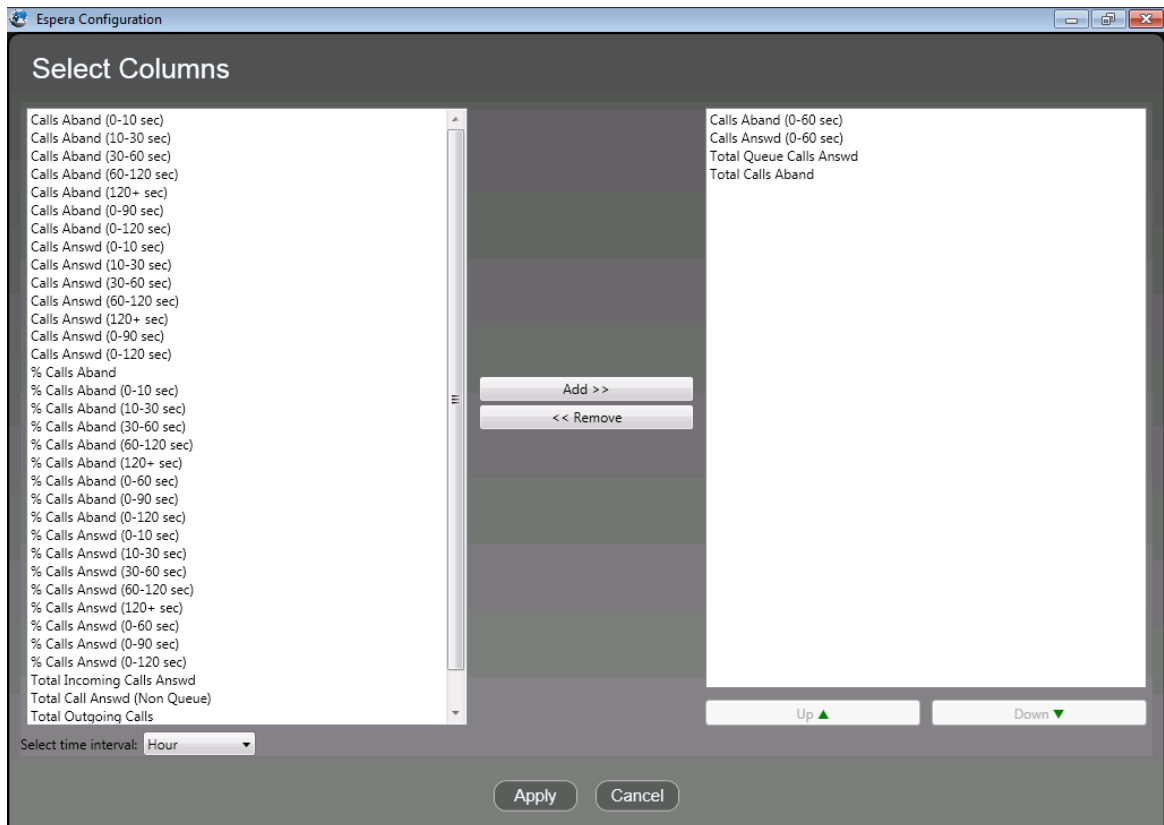 Espera Configuration
Select Columns
Calls Aband (0-10 sec)
Calls Aband (10-30 sec)
Calls Aband (30-60 sec)
Calls Aband (60-120 sec)
Calls Aband (120+ sec)
Calls Aband (0-90 sec)
Calls Aband (0-120 sec)
Calls Answd (0-10 sec)
Calls Answd (10-30 sec)
Calls Answd (30-60 sec)
Calls Answd (60-120 sec)
Calls Answd (120+ sec)
Calls Answd (0-90 sec)
Calls Answd (0-120 sec)
% Calls Aband
% Calls Aband (0-10 sec)
% Calls Aband (10-30 sec)
% Calls Aband (30-60 sec)
% Calls Aband (60-120 sec)
% Calls Aband (120+ sec)
% Calls Aband (0-60 sec)
% Calls Aband (0-90 sec)
% Calls Aband (0-120 sec)
% Calls Answd (0-10 sec)
% Calls Answd (10-30 sec)
% Calls Answd (30-60 sec)
% Calls Answd (60-120 sec)
% Calls Answd (120+ sec)
% Calls Answd (0-60 sec)
% Calls Answd (0-90 sec)
% Calls Answd (0-120 sec)
Total Incoming Calls Answd
Total Call Answd (Non Queue)
Total Outgoing Calls
Select time interval: Hour
Add >>
<< Remove
Calls Aband (0-60 sec)
Calls Answd (0-60 sec)
Total Queue Calls Answd
Total Calls Aband
Up ▲
Down ▼
Apply
Cancel